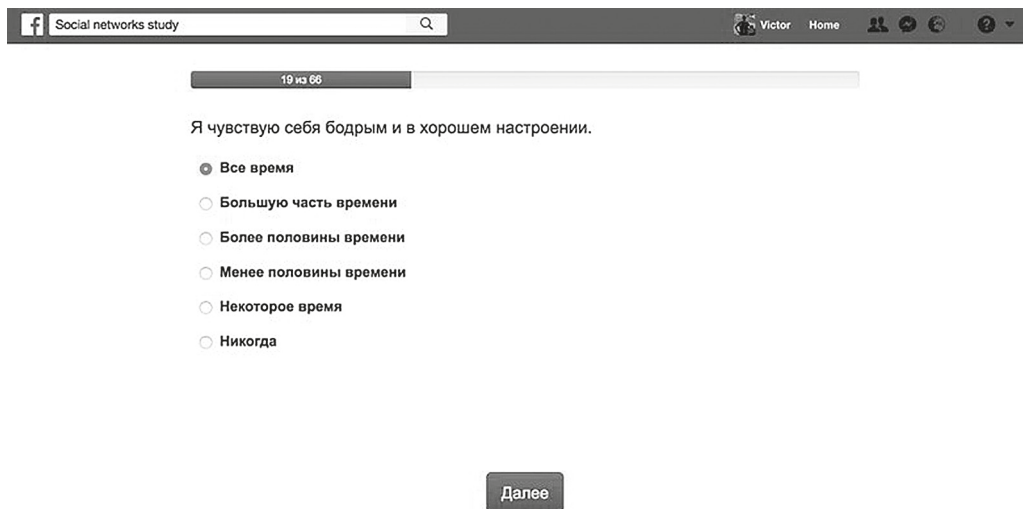 f Social networks study Victor Home ?
19 из 66
Я чувствую себя бодрым и в хорошем настроении.
Все время
Большую часть времени
Более половины времени
Менее половины времени
Некоторое время
Никогда
Далее